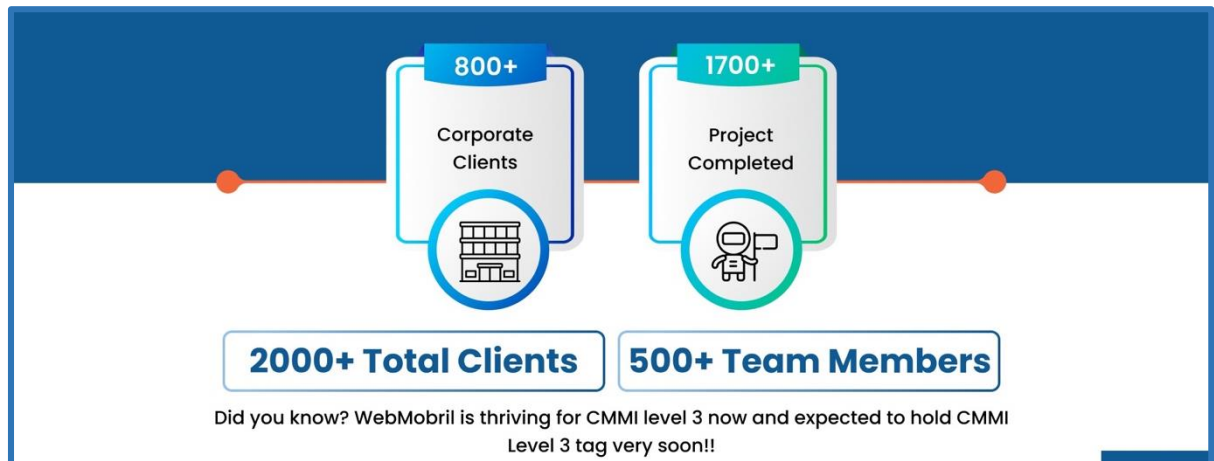 800+
1700+
Corporate
Clients
Project
Completed
2000+ Total Clients
500+ Team Members
Did you know? WebMobril is thriving for CMMI level 3 now and expected to hold CMMI
Level 3 tag very soon!!